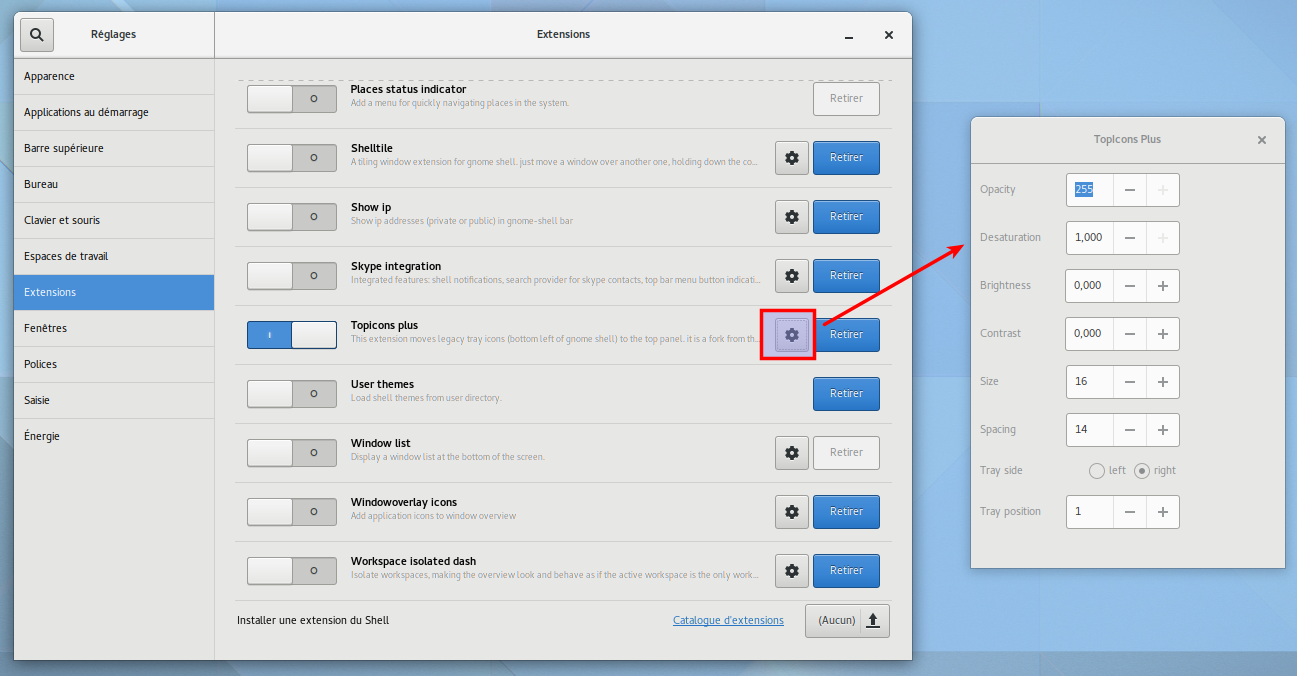 Réglages
Extensions
Apparence
Applications au démarrage
Barre supérieure
Bureau
Clavier et souris
Espaces de travail
Extensions
Fenêtres
Polices
Saisie
Énergie
Places status indicator
Add a menu for quickly navigating places in the system.
Retirer
Shelltile
A tiling window extension for gnome shell. just move a window over another one, holding down the co...
Retirer
Show ip
Show ip addresses (private or public) in gnome-shell bar
Retirer
Skype integration
Integrated features: shell notifications, search provider for skype contacts, top bar menu button indicati...
Retirer
Topicons plus
This extension moves legacy tray icons (bottom left of gnome shell) to the top panel. it is a fork from th...
Retirer
User themes
Load shell themes from user directory.
Retirer
Window list
Display a window list at the bottom of the screen.
Retirer
Windowoverlay icons
Add application icons to window overview
Retirer
Workspace isolated dash
Isolate workspaces, making the overview look and behave as if the active workspace is the only work...
Retirer
Installer une extension du Shell
Catalogue d'extensions
(Aucun)
TopIcons Plus
Opacity 255
Desaturation 1,000
Brightness 0,000
Contrast 0,000
Size 16
Spacing 14
Tray side left right
Tray position 1